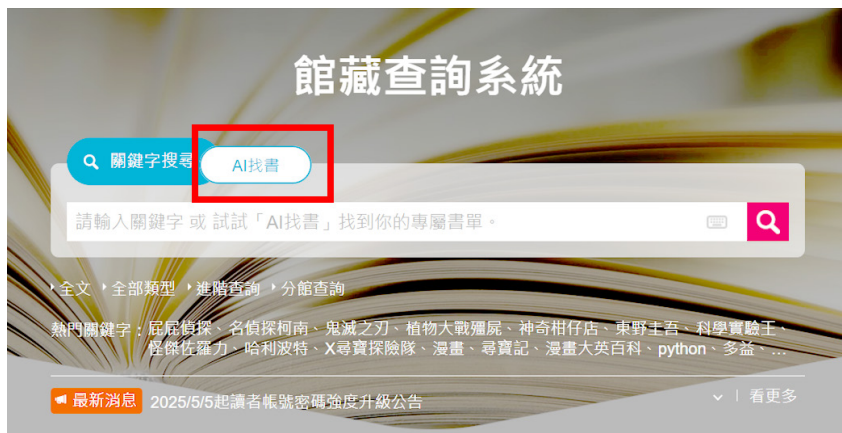 館藏查詢系統
關鍵字搜尋 AI找書
請輸入關鍵字 或 試試「AI找書」找到你的專屬書單。
全文 全部類型 進階查詢 分館查詢
熱門關鍵字：屁屁偵探、名偵探柯南、鬼滅之刃、植物大戰殭屍、神奇柑仔店、東野圭吾、科學實驗王、
怪傑佐羅力、哈利波特、X尋寶探險隊、漫畫、尋寶記、漫畫大英百科、python、多益、...
最新消息 2025/5/5起讀者帳號密碼強度升級公告 看更多